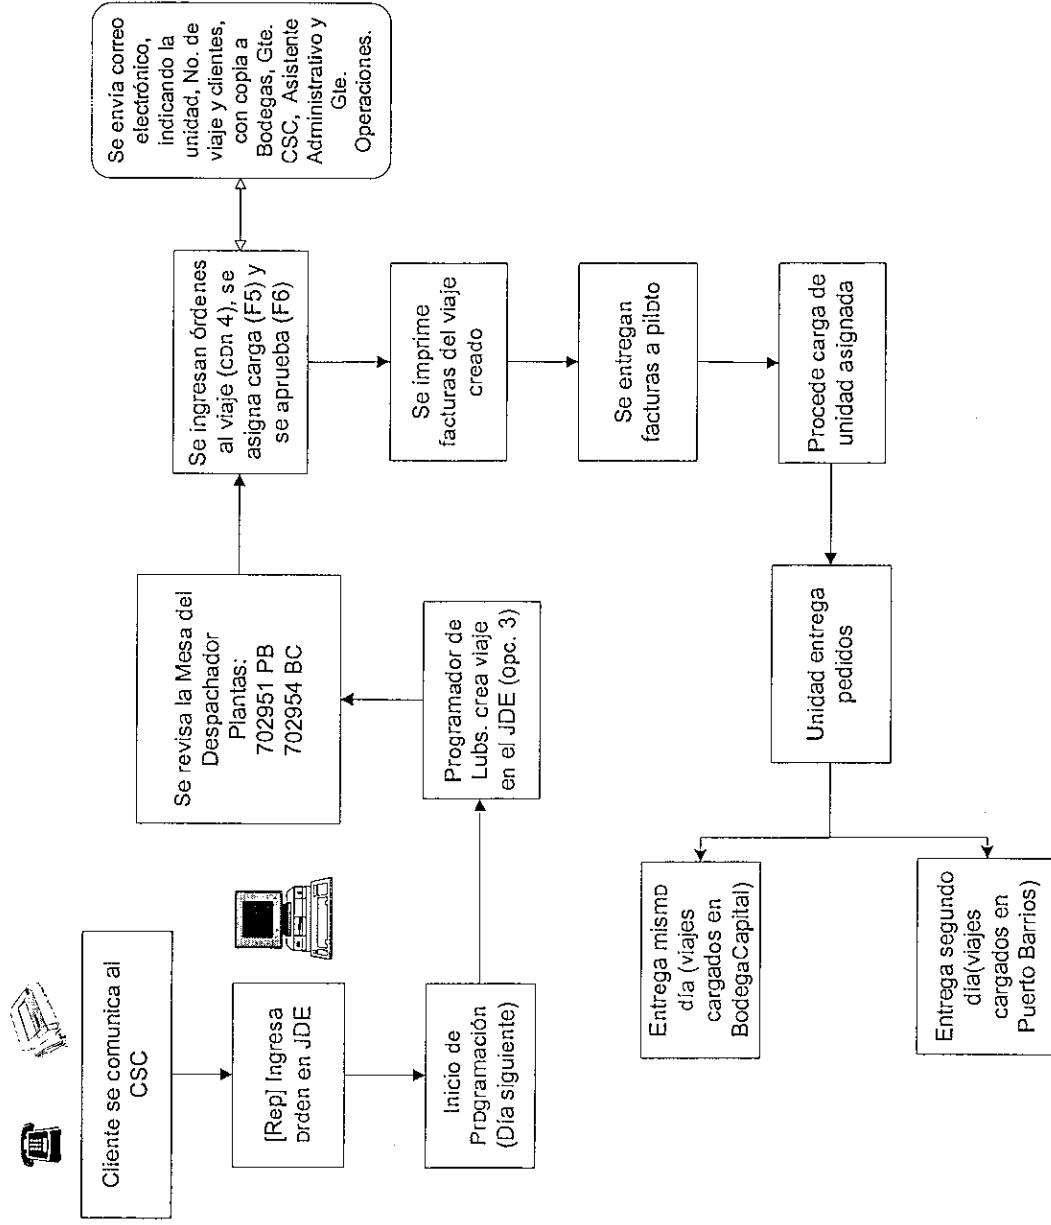 Cliente se comunica al
CSC
[Rep] Ingresa
orden en JDE
Inicio de
Programación
(Día siguiente)
Programador de
Lubs. crea viaje
en el JDE (opc. 3)
Se revisa la Mesa del
Despachador
Plantas:
702951 PB
702954 BC
Se ingresan órdenes
al viaje (con 4), se
asigna carga (F5) y
se aprueba (F6)
Se envía correo
electrónico,
indicando la
unidad, No. de
viaje y clientes,
con copia a
Bodegas, Gte.
CSC, Asistente
Administrativo y
Gte.
Operaciones.
Se imprime
facturas del viaje
creado
Se entregan
facturas a piloto
Procede carga de
unidad asignada
Unidad entrega
pedidos
Entrega mismo
día (viajes
cargados en
BodegaCapital)
Entrega segundo
día(viajes
cargados en
Puerto Barrios)